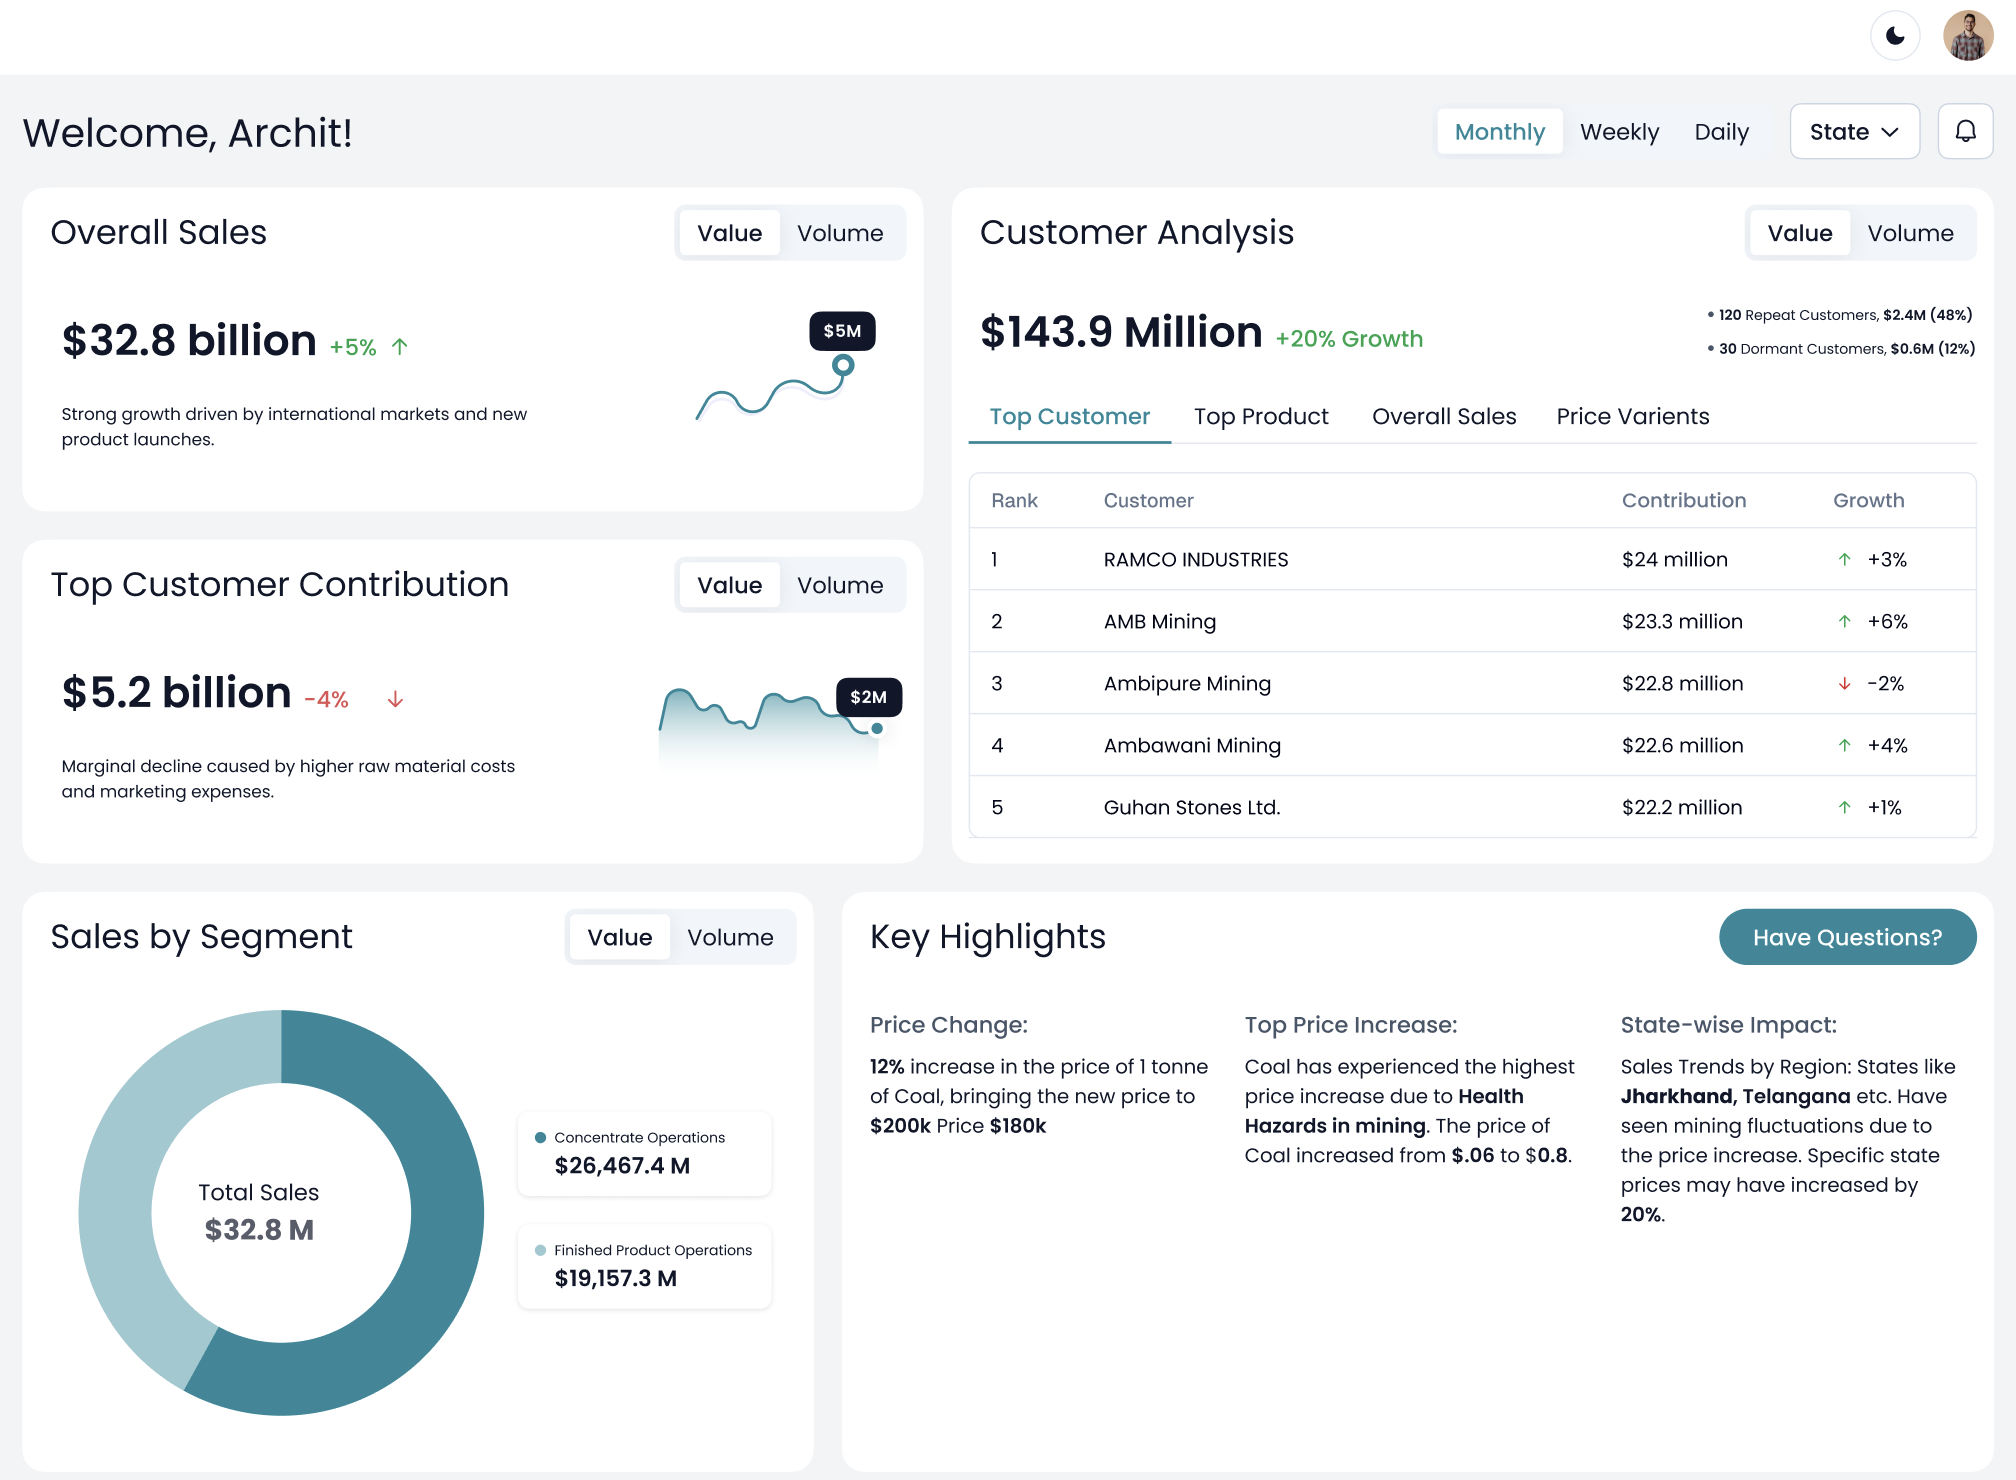 Welcome, Archit!
Monthly
Weekly
Daily
State
Overall Sales
Value
Volume
$32.8 billion +5%
Strong growth driven by international markets and new
product launches.
$5M
Top Customer Contribution
Value
Volume
$5.2 billion -4%
Marginal decline caused by higher raw material costs
and marketing expenses.
$2M
Customer Analysis
Value
Volume
$143.9 Million +20% Growth
• 120 Repeat Customers, $2.4M (48%)
• 30 Dormant Customers, $0.6M (12%)
Top Customer
Top Product
Overall Sales
Price Varients
Rank Customer Contribution Growth
1 RAMCO INDUSTRIES $24 million +3%
2 AMB Mining $23.3 million +6%
3 Ambipure Mining $22.8 million -2%
4 Ambawani Mining $22.6 million +4%
5 Guhan Stones Ltd. $22.2 million +1%
Sales by Segment
Value
Volume
Total Sales
$32.8 M
Concentrate Operations
$26,467.4 M
Finished Product Operations
$19,157.3 M
Key Highlights
Have Questions?
Price Change:
12% increase in the price of 1 tonne
of Coal, bringing the new price to
$200k Price $180k
Top Price Increase:
Coal has experienced the highest
price increase due to Health
Hazards in mining. The price of
Coal increased from $.06 to $0.8.
State-wise Impact:
Sales Trends by Region: States like
Jharkhand, Telangana etc. Have
seen mining fluctuations due to
the price increase. Specific state
prices may have increased by
20%.